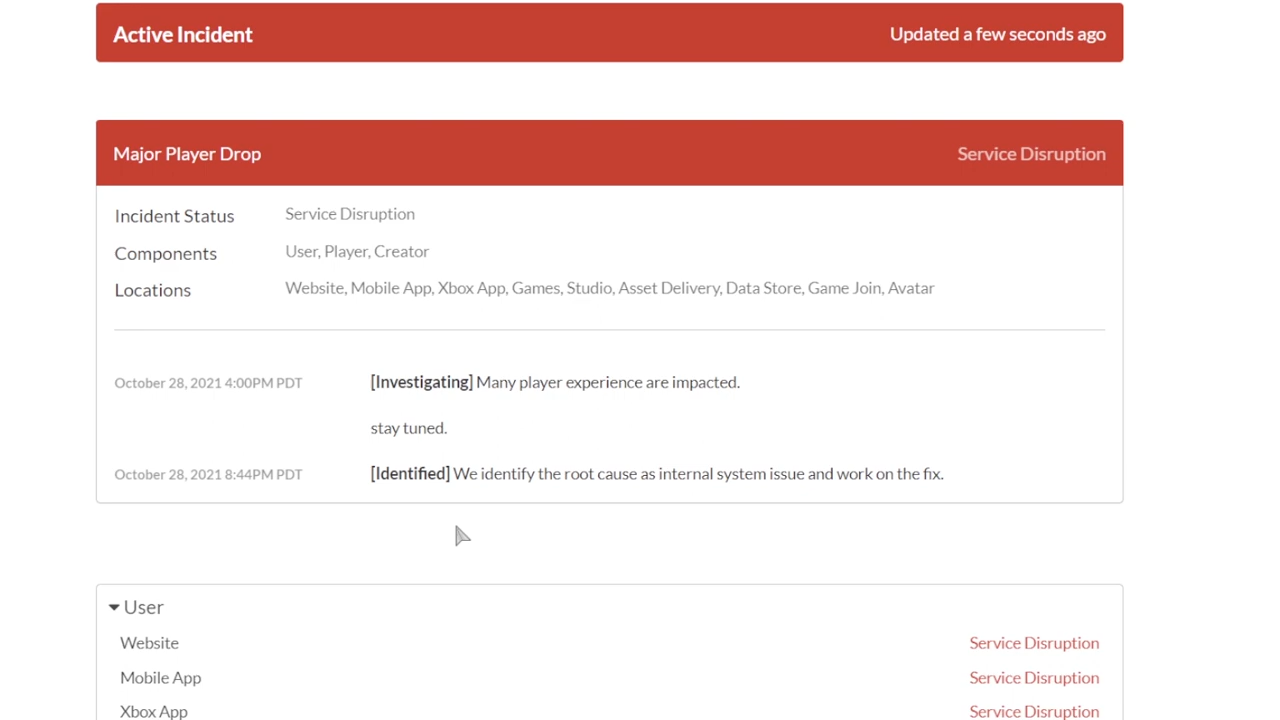 Active Incident
Updated a few seconds ago
Major Player Drop
Service Disruption
Incident Status
Service Disruption
Components
User, Player, Creator
Locations
Website, Mobile App, Xbox App, Games, Studio, Asset Delivery, Data Store, Game Join, Avatar
October 28, 2021 4:00PM PDT
[Investigating] Many player experience are impacted.
stay tuned.
October 28, 2021 8:44PM PDT
[Identified] We identify the root cause as internal system issue and work on the fix.
User
Website
Service Disruption
Mobile App
Service Disruption
Xbox App
Service Disruption